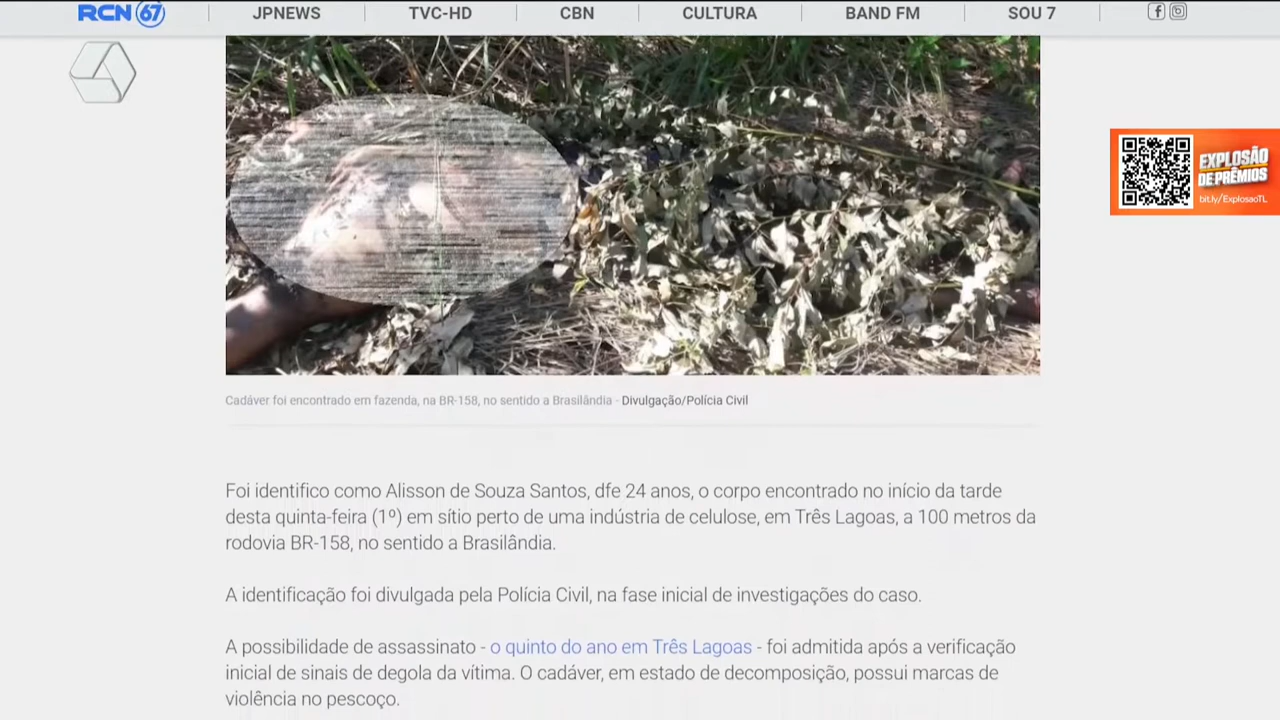 RCN 67 JPNEWS TVC-HD CBN CULTURA BAND FM SOU 7
EXPLOSÃO
DE PRÊMIOS
bit.ly/ExplosaoTL
Cadáver foi encontrado em fazenda, na BR-158, no sentido a Brasilândia - Divulgação/Polícia Civil
Foi identifico como Alisson de Souza Santos, dfe 24 anos, o corpo encontrado no início da tarde
desta quinta-feira (1º) em sítio perto de uma indústria de celulose, em Três Lagoas, a 100 metros da
rodovia BR-158, no sentido a Brasilândia.
A identificação foi divulgada pela Polícia Civil, na fase inicial de investigações do caso.
A possibilidade de assassinato - o quinto do ano em Três Lagoas - foi admitida após a verificação
inicial de sinais de degola da vítima. O cadáver, em estado de decomposição, possui marcas de
violência no pescoço.